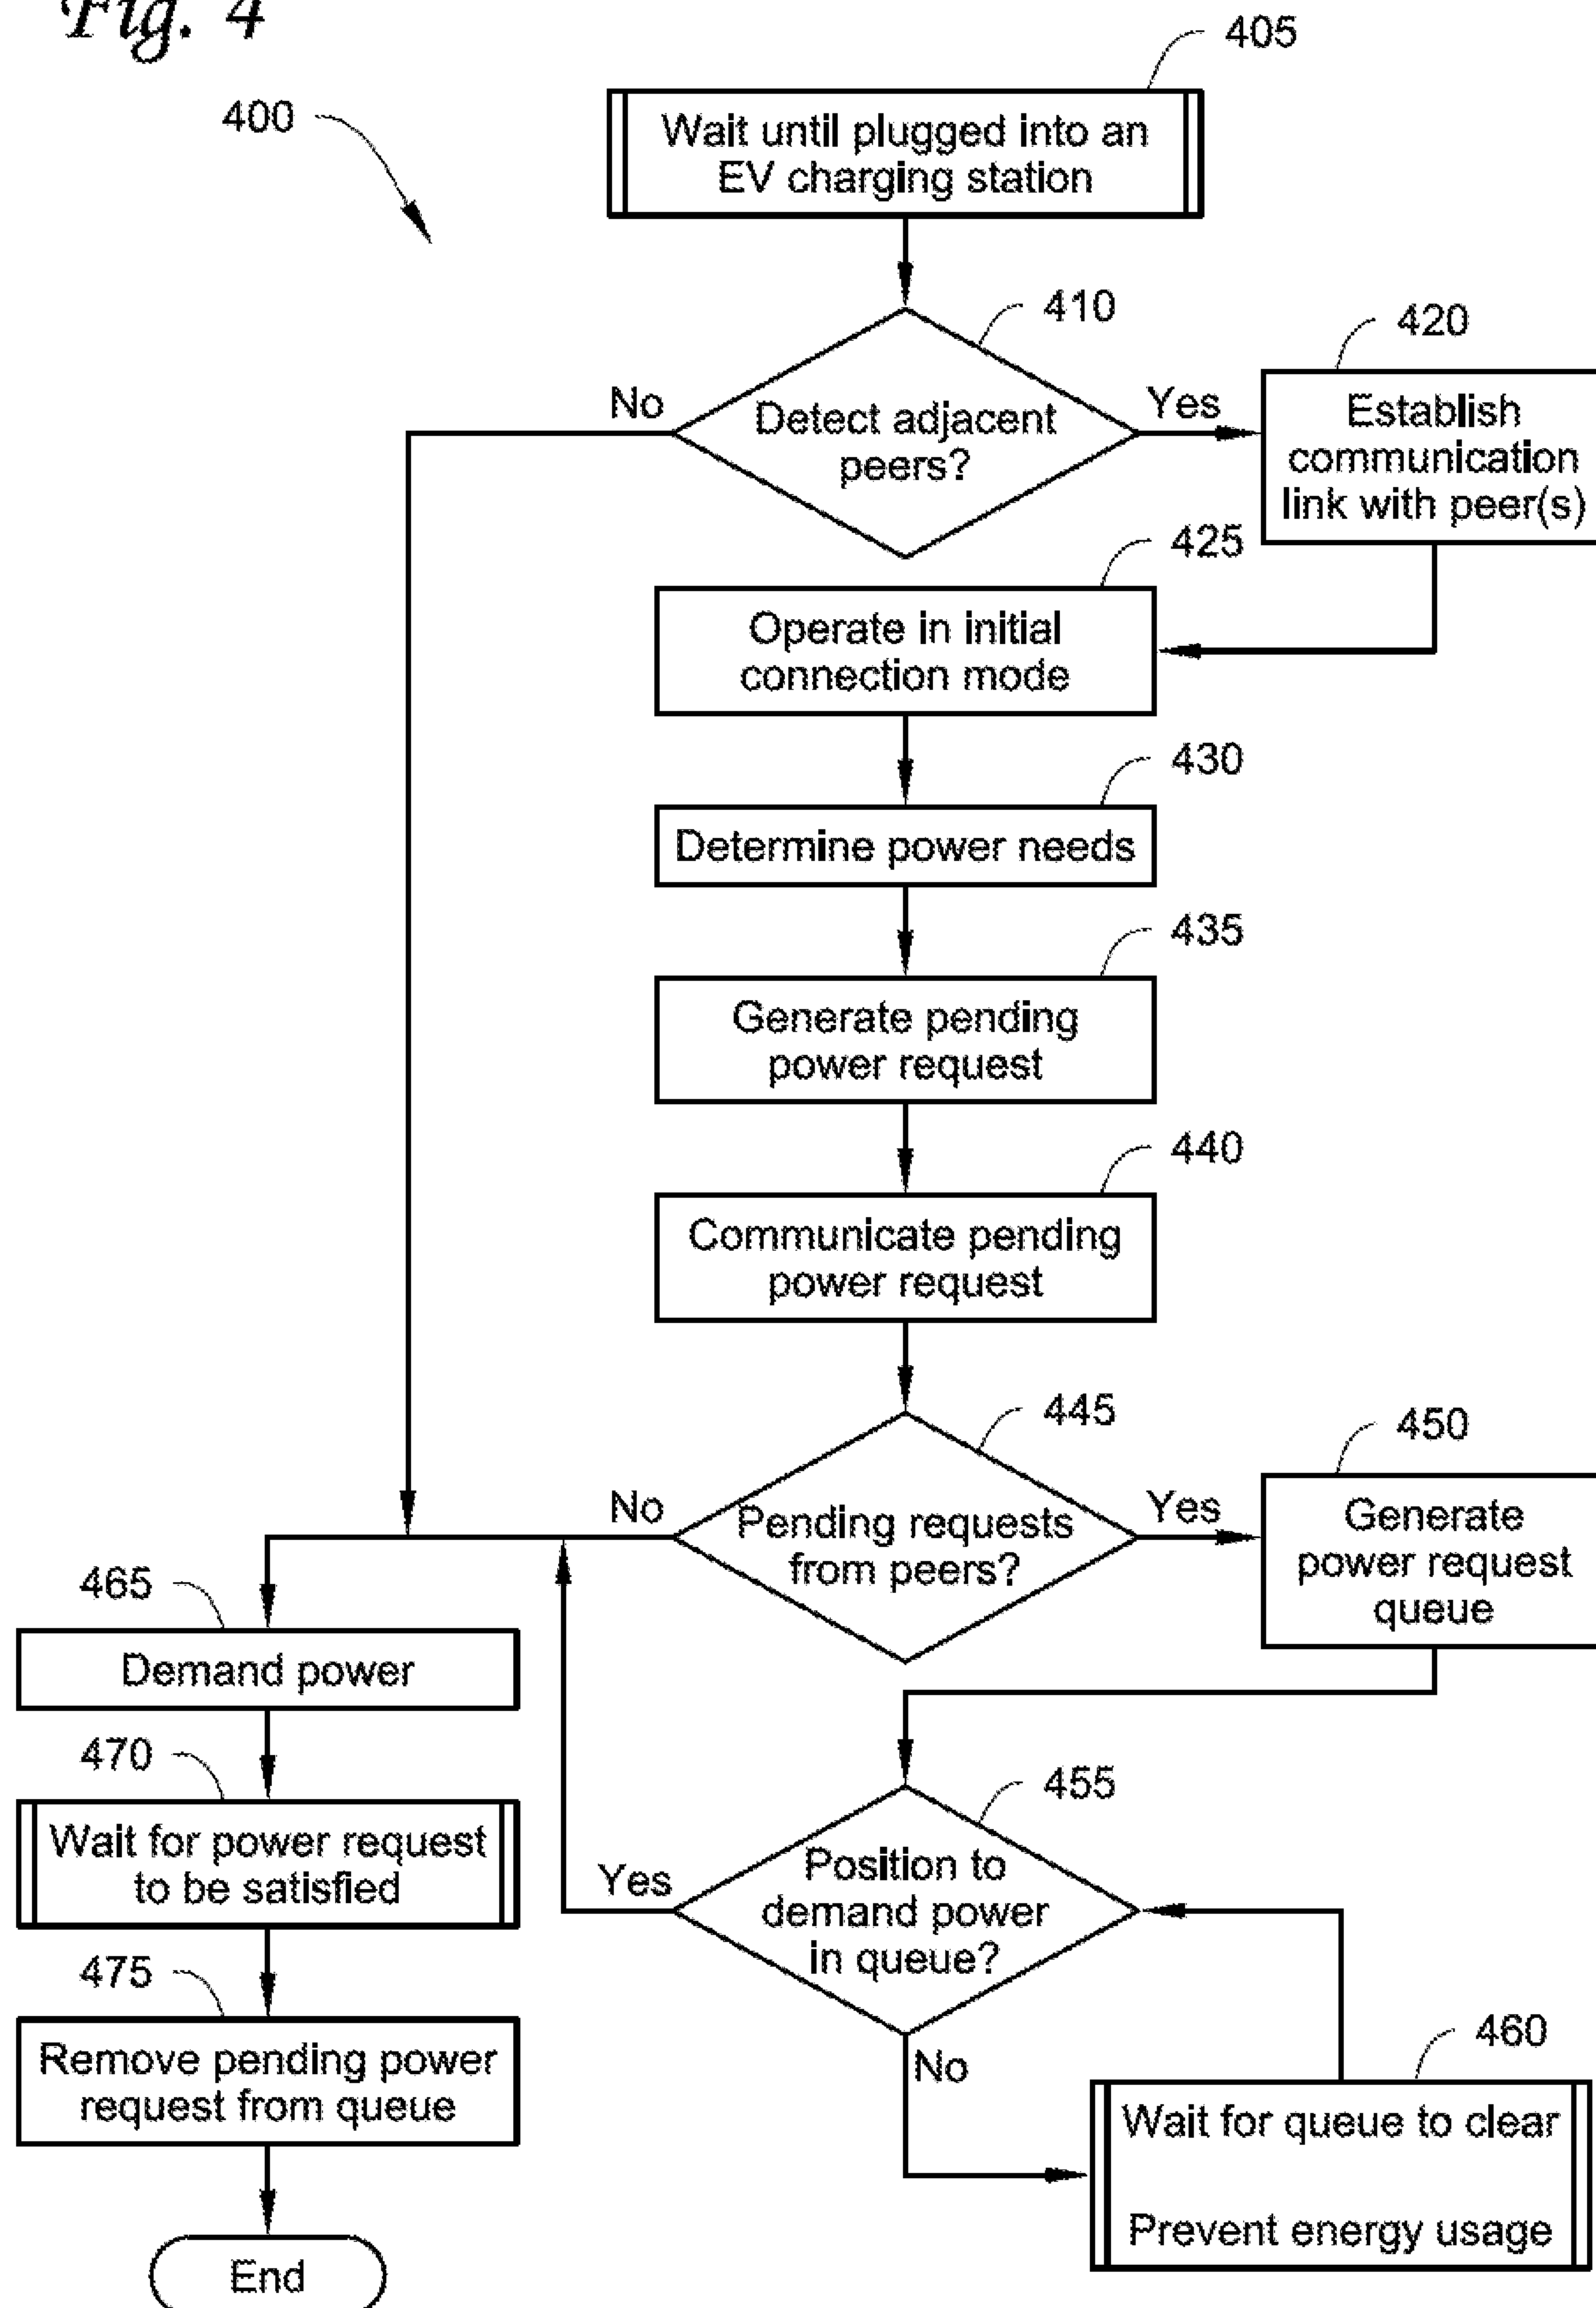 Fig. 4
400
405
Wait until plugged into an
EV charging station
410
Detect adjacent
peers?
No
Yes
420
Establish
communication
link with peer(s)
425
Operate in initial
connection mode
430
Determine power needs
435
Generate pending
power request
440
Communicate pending
power request
445
Pending requests
from peers?
No
Yes
450
Generate
power request
queue
455
Position to
demand power
in queue?
Yes
No
460
Wait for queue to clear
Prevent energy usage
465
Demand power
470
Wait for power request
to be satisfied
475
Remove pending power
request from queue
End